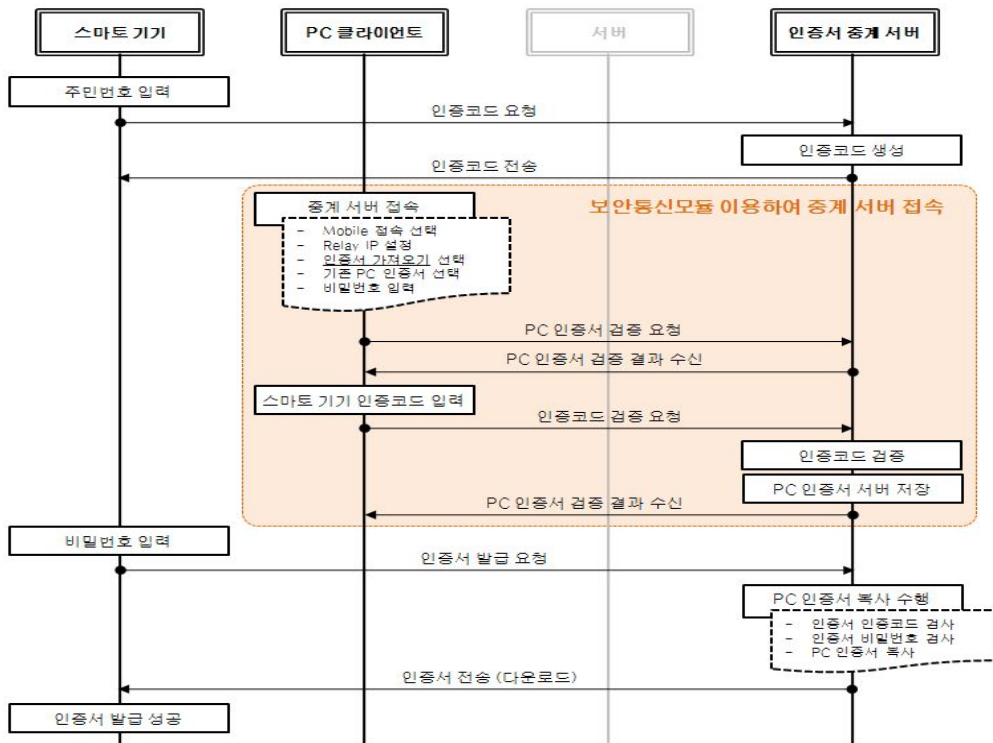 스마트 기기
PC 클라이언트
서버
인증서 중계 서버
주민번호 입력
인증코드 요청
인증코드 생성
인증코드 전송
중계 서버 접속
보안통신모듈 이용하여 중계 서버 접속
- Mobile 접속 선택
- Relay IP 설정
- 인증서 가져오기 선택
- 기존 PC 인증서 선택
- 비밀번호 입력
PC 인증서 검증 요청
PC 인증서 검증 결과 수신
스마트 기기 인증코드 입력
인증코드 검증 요청
인증코드 검증
PC 인증서 서버 저장
PC 인증서 검증 결과 수신
비밀번호 입력
인증서 발급 요청
PC 인증서 복사 수행
- 인증서 인증코드 검사
- 인증서 비밀번호 검사
- PC 인증서 복사
인증서 전송 (다운로드)
인증서 발급 성공